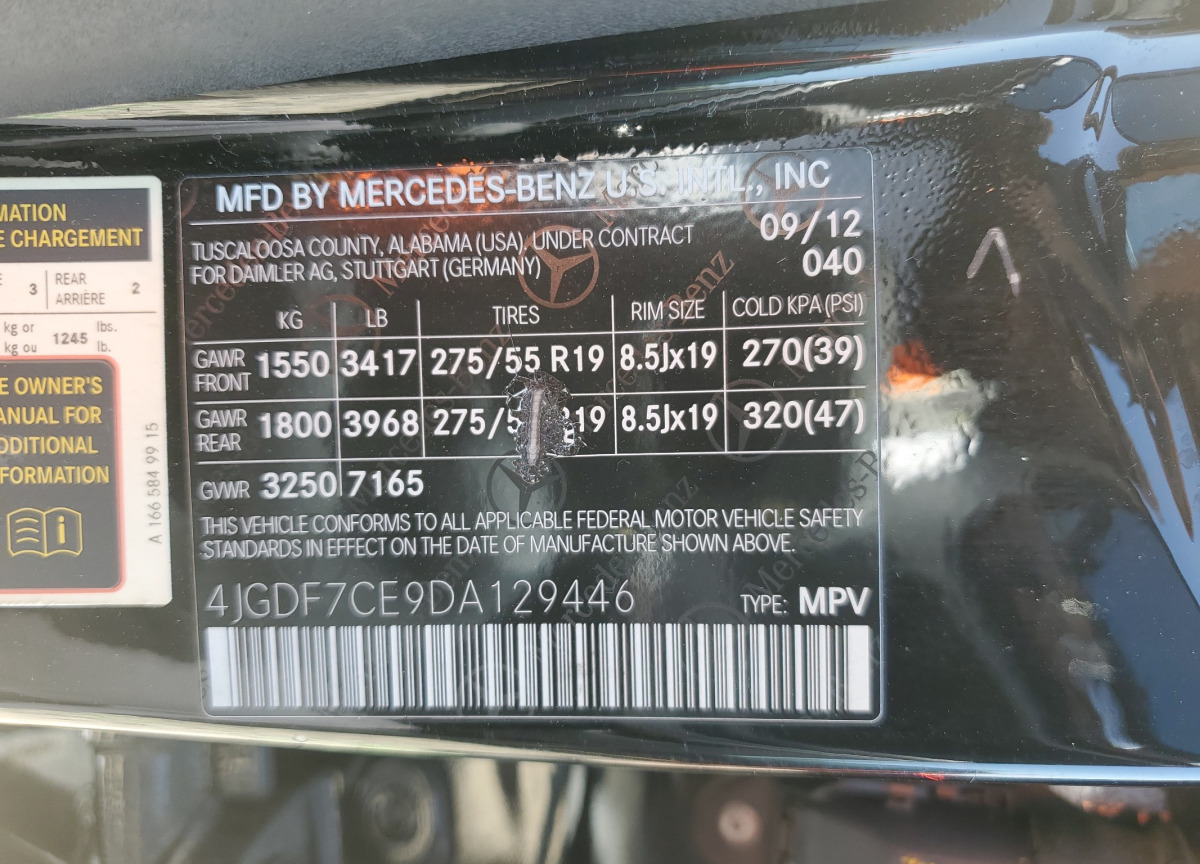 MATION
E CHARGEMENT
3 REAR
ARRIÈRE 2
kg or
kg ou 1245 lbs.
lb.
E OWNER'S
ANUAL FOR
DDITIONAL
FORMATION
A 166 584 99 15
MFD BY MERCEDES-BENZ U.S. INTL., INC
TUSCALOOSA COUNTY, ALABAMA (USA), UNDER CONTRACT
FOR DAIMLER AG, STUTTGART (GERMANY)
09/12
040
KG LB TIRES RIM SIZE COLD KPA (PSI)
GAWR
FRONT 1550 3417 275/55 R19 8.5Jx19 270(39)
GAWR
REAR 1800 3968 275/5 19 8.5Jx19 320(47)
GVWR 3250 7165
THIS VEHICLE CONFORMS TO ALL APPLICABLE FEDERAL MOTOR VEHICLE SAFETY
STANDARDS IN EFFECT ON THE DATE OF MANUFACTURE SHOWN ABOVE.
4JGDF7CE9DA129446 TYPE: MPV